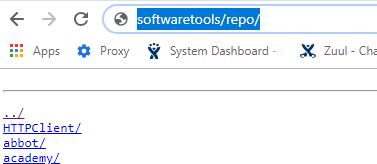 softwaretools/repo/
Apps Proxy System Dashboard - Zuul - Cha
../
HTTPClient/
abbot/
academy/